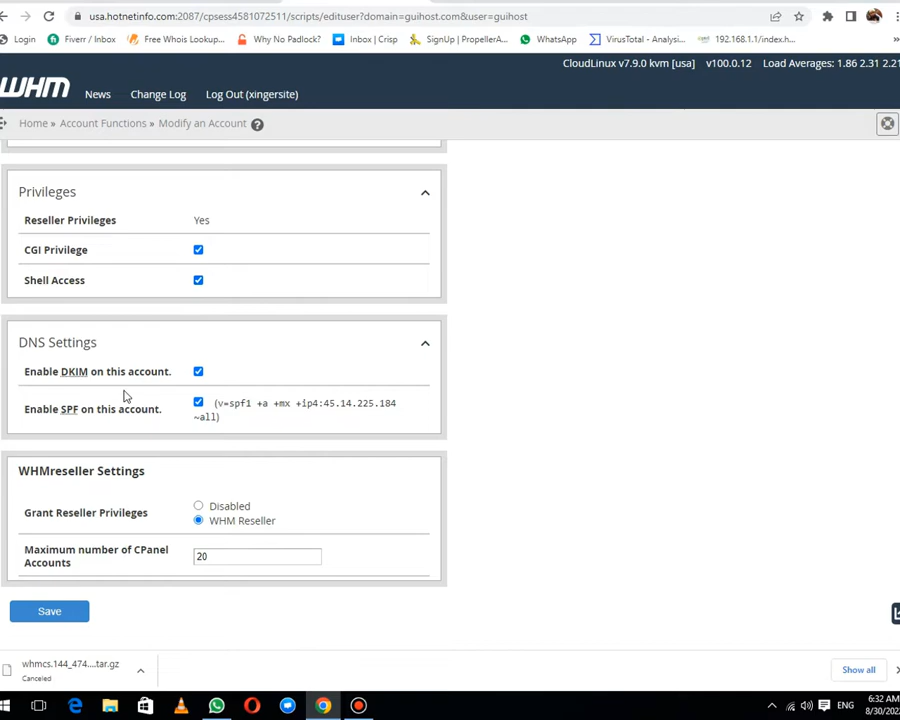 usa.hotnetinfo.com:2087/cpsess4581072511/scripts/edituser?domain=guihost.com&user=guihost
Login Fiverr / Inbox Free Whois Lookup... Why No Padlock? Inbox | Crisp SignUp | PropellerA... WhatsApp VirusTotal - Analysi... 192.168.1.1/index.h... »
CloudLinux v7.9.0 kvm [usa] v100.0.12 Load Averages: 1.86 2.31 2.21
WHM News Change Log Log Out (xingersite)
Home » Account Functions » Modify an Account ?
Privileges
Reseller Privileges Yes
CGI Privilege
Shell Access
DNS Settings
Enable DKIM on this account.
Enable SPF on this account. (v=spf1 +a +mx +ip4:45.14.225.184
~all)
WHMreseller Settings
Grant Reseller Privileges Disabled
WHM Reseller
Maximum number of CPanel
Accounts 20
Save
whmcs.144_474....tar.gz
Canceled
Show all
ENG 6:32 AM